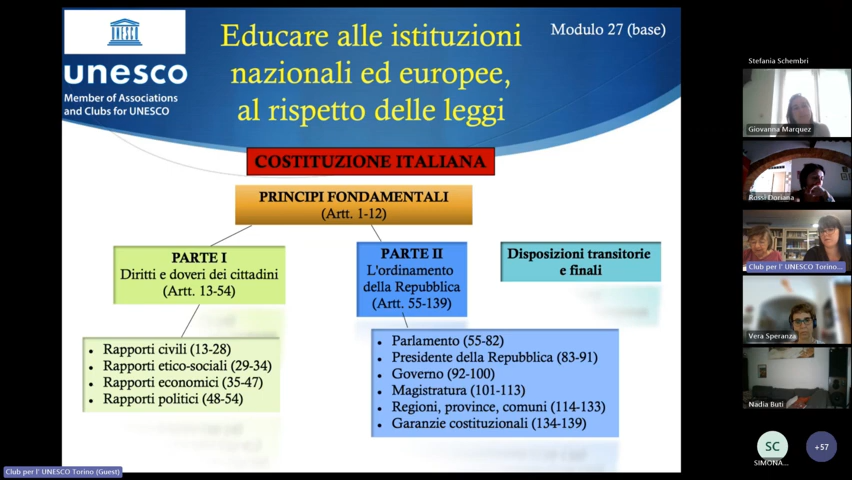 unesco
Member of Associations
and Clubs for UNESCO
Educare alle istituzioni
nazionali ed europee,
al rispetto delle leggi
Modulo 27 (base)
COSTITUZIONE ITALIANA
PRINCIPI FONDAMENTALI
(Artt. 1-12)
PARTE I
Diritti e doveri dei cittadini
(Artt. 13-54)
PARTE II
L'ordinamento
della Repubblica
(Artt. 55-139)
Disposizioni transitorie
e finali
• Rapporti civili (13-28)
• Rapporti etico-sociali (29-34)
• Rapporti economici (35-47)
• Rapporti politici (48-54)
• Parlamento (55-82)
• Presidente della Repubblica (83-91)
• Governo (92-100)
• Magistratura (101-113)
• Regioni, province, comuni (114-133)
• Garanzie costituzionali (134-139)
Stefania Schembri
Giovanna Marquez
Rossi Doriana
Club per l' UNESCO Torino...
Vera Speranza
Nadia Buti
SC
+57
SIMONA...
Club per l' UNESCO Torino (Guest)